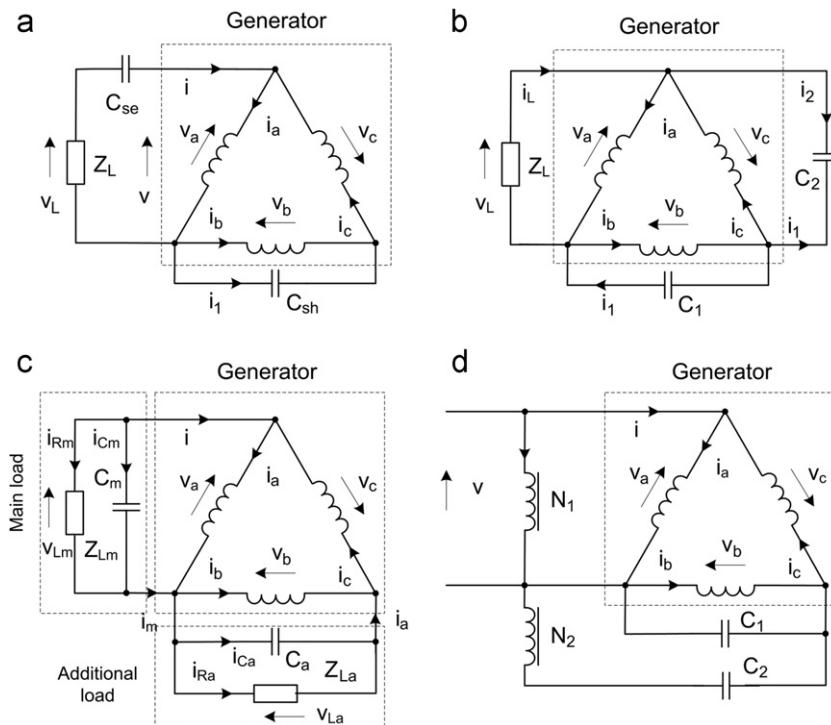 a
Generator
C_se
i
v_a
i_a
v_c
Z_L
v_L
v
i_b
v_b
i_c
i_1
C_sh
b
Generator
i_L
i_2
v_a
i_a
v_c
Z_L
C_2
v_L
i_b
v_b
i_c
i_1
i_1
C_1
c
Generator
Main load
i_Rm
i_Cm
i
C_m
v_a
i_a
v_c
v_Lm
Z_Lm
i_b
v_b
i_c
i_m
i_a
Additional load
i_Ca
C_a
Z_La
i_Ra
v_La
d
Generator
i
v
N_1
v_a
i_a
v_c
i_b
v_b
i_c
N_2
C_1
C_2